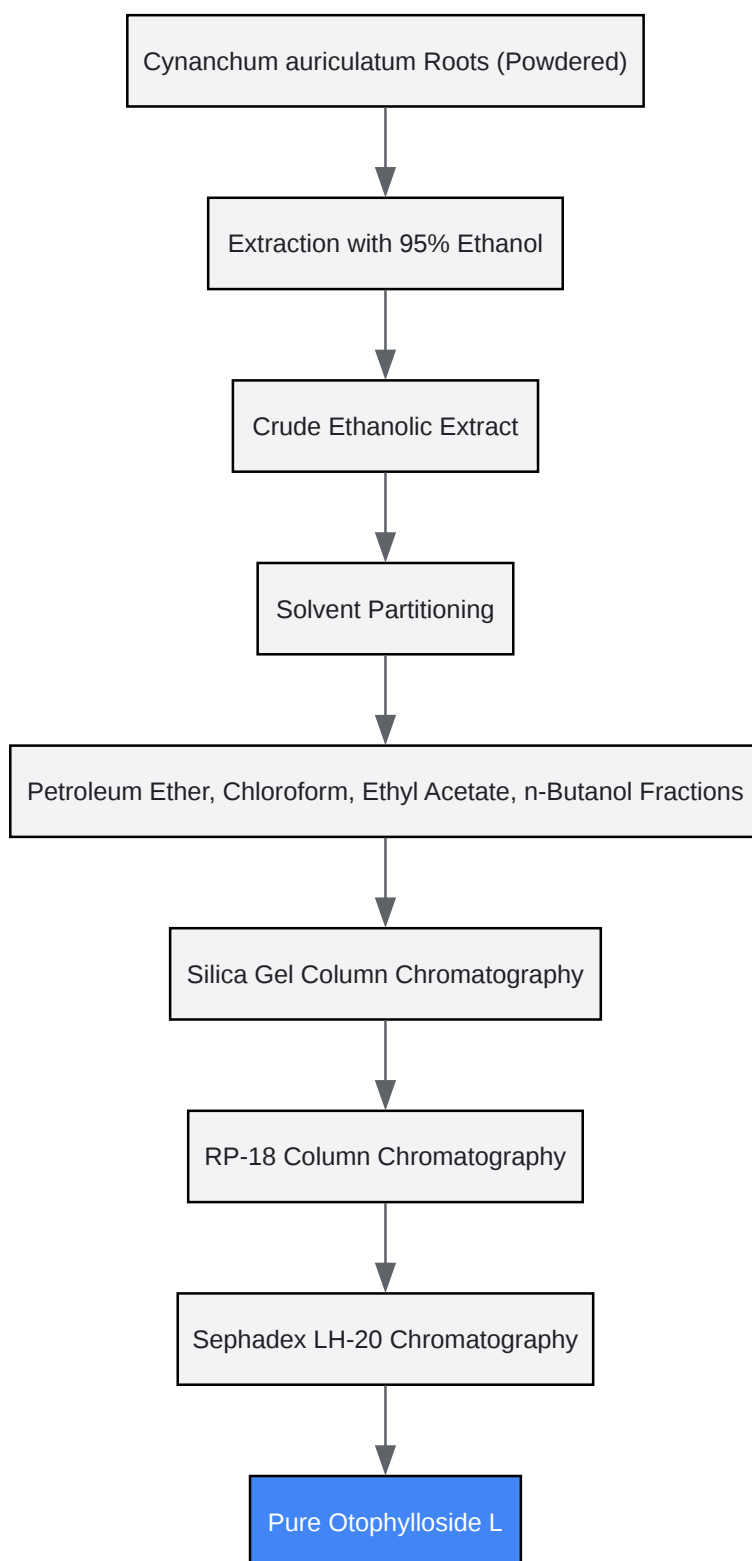 Cynanchum auriculatum Roots (Powdered)
Extraction with 95% Ethanol
Crude Ethanolic Extract
Solvent Partitioning
Petroleum Ether, Chloroform, Ethyl Acetate, n-Butanol Fractions
Silica Gel Column Chromatography
RP-18 Column Chromatography
Sephadex LH-20 Chromatography
Pure Otophylloside L